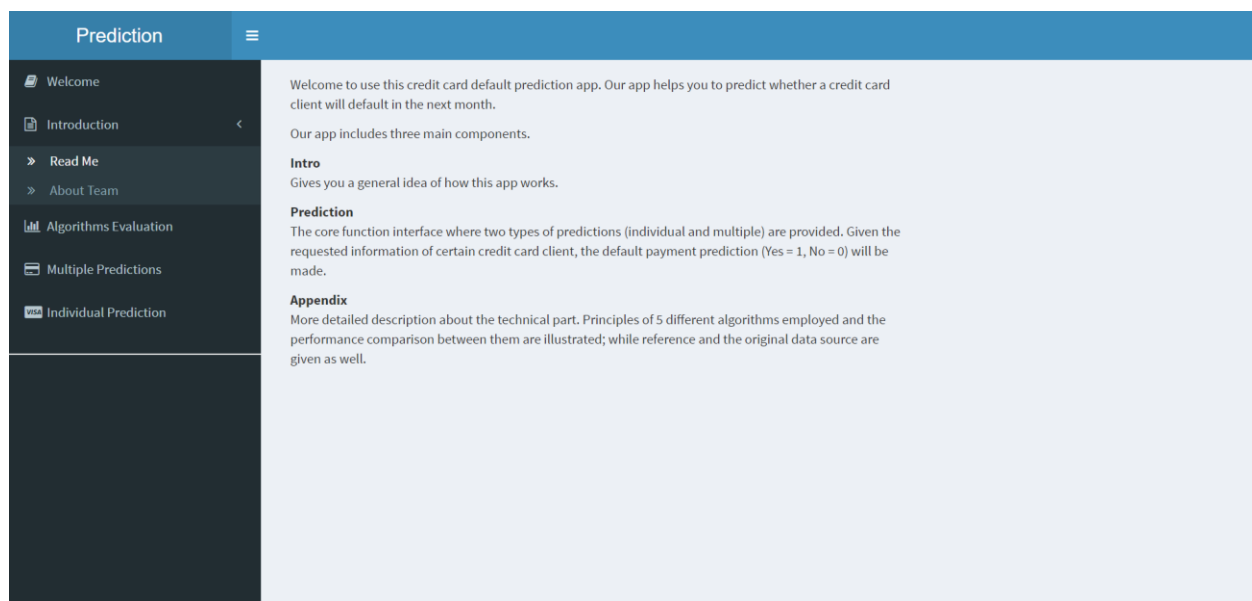 Prediction
Welcome
Introduction
Read Me
About Team
Algorithms Evaluation
Multiple Predictions
VISA Individual Prediction
Welcome to use this credit card default prediction app. Our app helps you to predict whether a credit card
client will default in the next month.
Our app includes three main components.
Intro
Gives you a general idea of how this app works.
Prediction
The core function interface where two types of predictions (individual and multiple) are provided. Given the
requested information of certain credit card client, the default payment prediction (Yes = 1, No = 0) will be
made.
Appendix
More detailed description about the technical part. Principles of 5 different algorithms employed and the
performance comparison between them are illustrated; while reference and the original data source are
given as well.